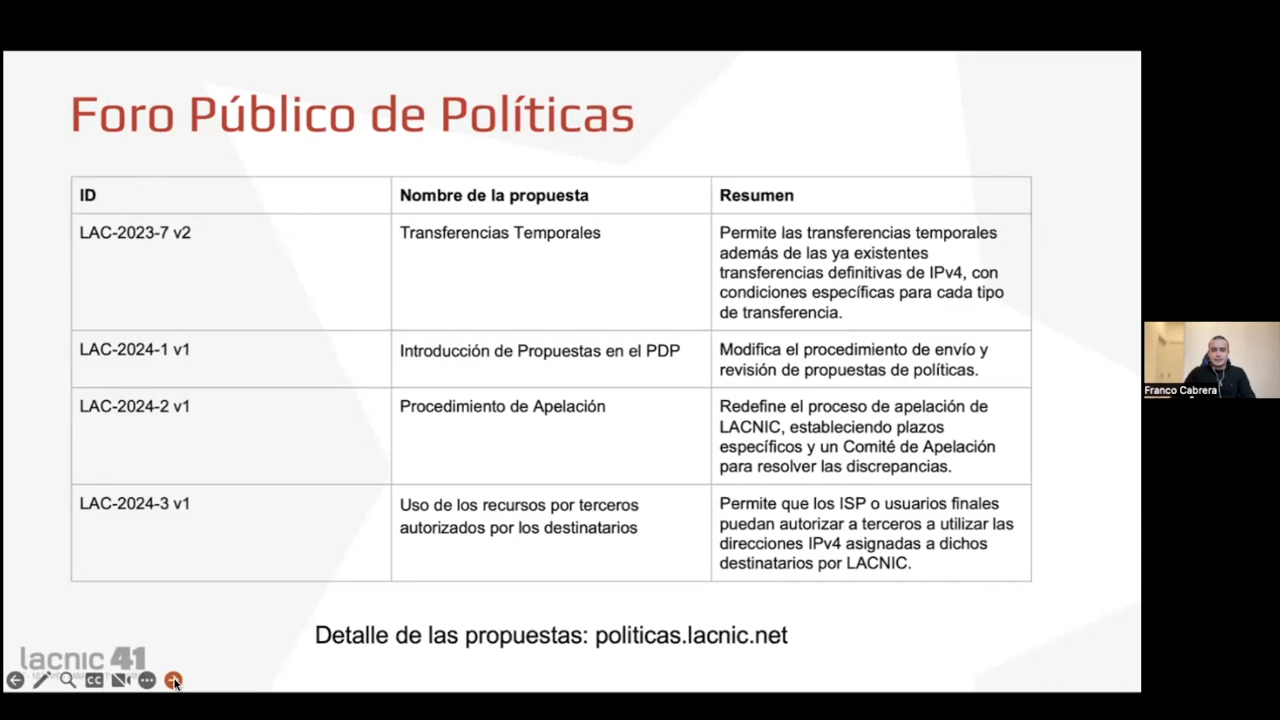 Foro Público de Políticas
ID
Nombre de la propuesta
Resumen
LAC-2023-7 v2
Transferencias Temporales
Permite las transferencias temporales
además de las ya existentes
transferencias definitivas de IPv4, con
condiciones específicas para cada tipo
de transferencia.
LAC-2024-1 v1
Introducción de Propuestas en el PDP
Modifica el procedimiento de envío y
revisión de propuestas de políticas.
LAC-2024-2 v1
Procedimiento de Apelación
Redefine el proceso de apelación de
LACNIC, estableciendo plazos
específicos y un Comité de Apelación
para resolver las discrepancias.
LAC-2024-3 v1
Uso de los recursos por terceros
autorizados por los destinatarios
Permite que los ISP o usuarios finales
puedan autorizar a terceros a utilizar las
direcciones IPv4 asignadas a dichos
destinatarios por LACNIC.
Detalle de las propuestas: politicas.lacnic.net
lacnic 41
CC
Franco Cabrera